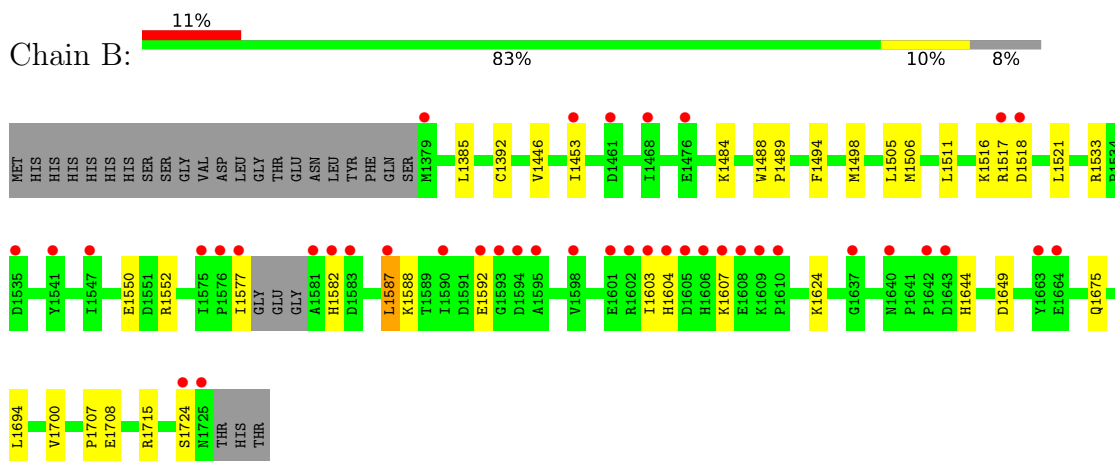 11%
Chain B:
83% 10% 8%
MET HIS HIS HIS HIS HIS HIS SER SER GLY VAL ASP LEU GLY THR GLU ASN LEU TYR PHE GLN SER M1379 L1385 C1392 V1446 I1453 D1461 I1468 E1476 K1484 W1488 P1489 F1494 M1498 L1505 M1506 L1511 K1516 R1517 D1518 L1521 R1533 P1534
D1535 Y1541 I1547 E1550 D1551 R1552 I1575 P1576 I1577 GLY GLU GLY A1581 H1582 D1583 L1587 K1588 T1589 I1590 D1591 E1592 G1593 D1594 A1595 V1598 E1601 R1602 I1603 H1604 D1605 H1606 K1607 E1608 K1609 P1610 K1624 G1637 N1640 P1641 P1642 D1643 H1644 D1649 Y1663 E1664 Q1675
L1694 V1700 P1707 E1708 R1715 S1724 N1725 THR HIS THR